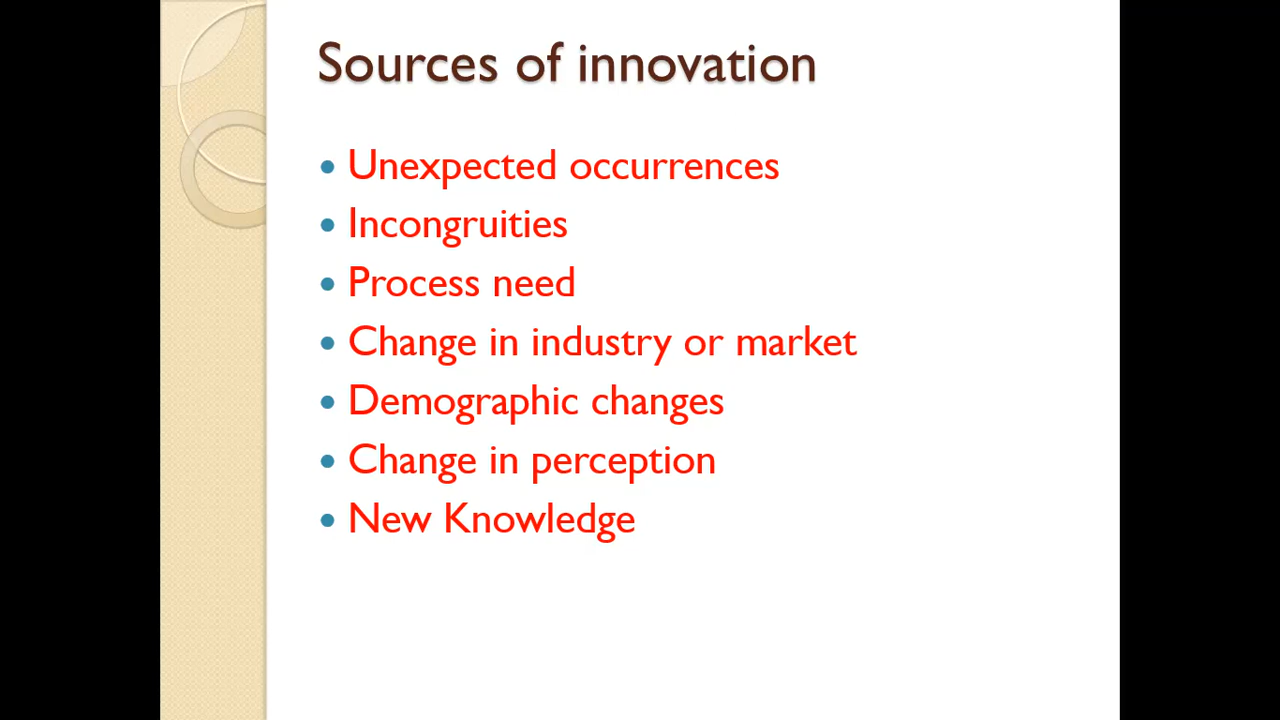 Sources of innovation
• Unexpected occurrences
• Incongruities
• Process need
• Change in industry or market
• Demographic changes
• Change in perception
• New Knowledge